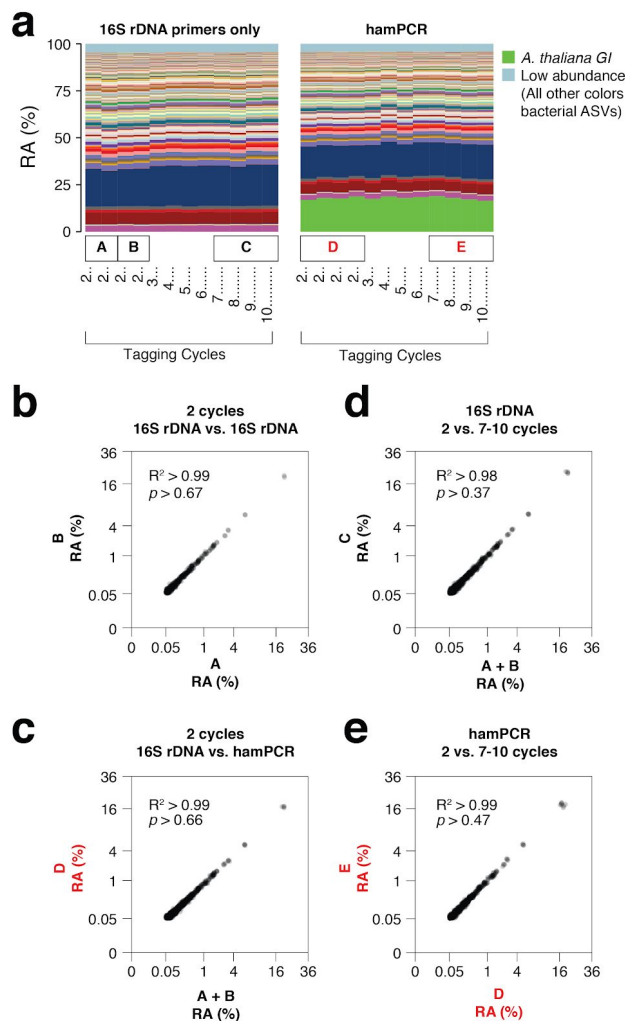 a
16S rDNA primers only
hamPCR
RA (%)
100
75
50
25
0
A. thaliana GI
Low abundance
(All other colors
bacterial ASVs)
A
B
C
D
E
2..
2..
2..
2..
3...
4....
5.....
6......
7.......
8........
9.........
10..........
2..
2..
2..
2..
3...
4....
5.....
6......
7.......
8........
9.........
10..........
Tagging Cycles
Tagging Cycles
b
2 cycles
16S rDNA vs. 16S rDNA
R² > 0.99
p > 0.67
B
RA (%)
36
16
4
1
0.05
0
0
0.05
1
4
16
36
A
RA (%)
d
16S rDNA
2 vs. 7-10 cycles
R² > 0.98
p > 0.37
C
RA (%)
36
16
4
1
0.05
0
0
0.05
1
4
16
36
A + B
RA (%)
c
2 cycles
16S rDNA vs. hamPCR
R² > 0.99
p > 0.66
D
RA (%)
36
16
4
1
0.05
0
0
0.05
1
4
16
36
A + B
RA (%)
e
hamPCR
2 vs. 7-10 cycles
R² > 0.99
p > 0.47
E
RA (%)
36
16
4
1
0.05
0
0
0.05
1
4
16
36
D
RA (%)